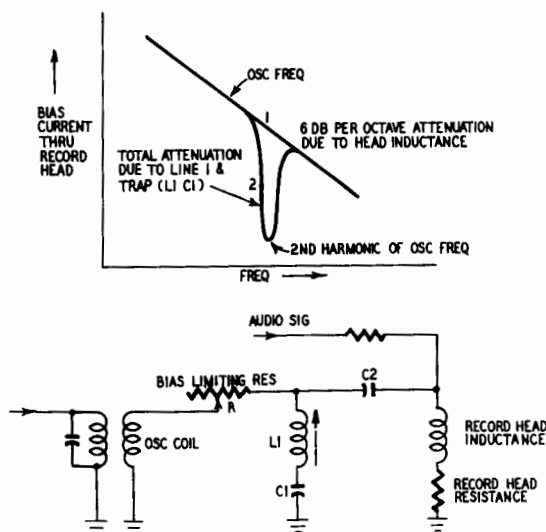 OSC FREQ
1
BIAS
CURRENT
THRU
RECORD
HEAD
6 DB PER OCTAVE ATTENUATION
DUE TO HEAD INDUCTANCE
TOTAL ATTENUATION
DUE TO LINE 1 &
TRAP (L1 C1)
2
2ND HARMONIC OF OSC FREQ
FREQ
AUDIO SIG
BIAS LIMITING RES
C2
R
OSC COIL
L1
RECORD HEAD
INDUCTANCE
C1
RECORD HEAD
RESISTANCE